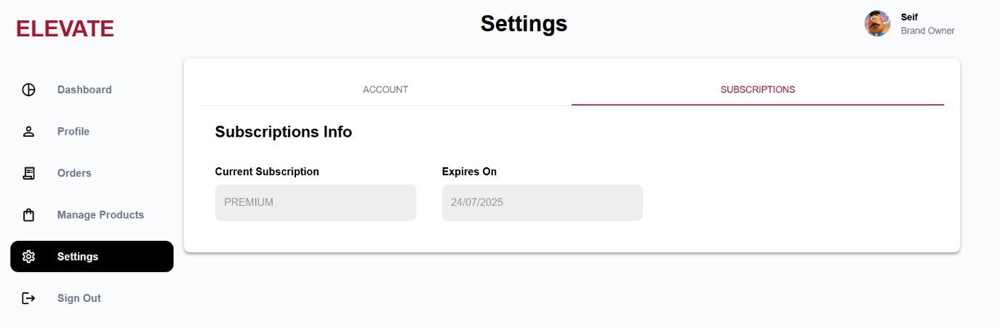 ELEVATE
Settings
Seif
Brand Owner
Dashboard
Profile
Orders
Manage Products
Settings
Sign Out
ACCOUNT
SUBSCRIPTIONS
Subscriptions Info
Current Subscription
Expires On
PREMIUM
24/07/2025